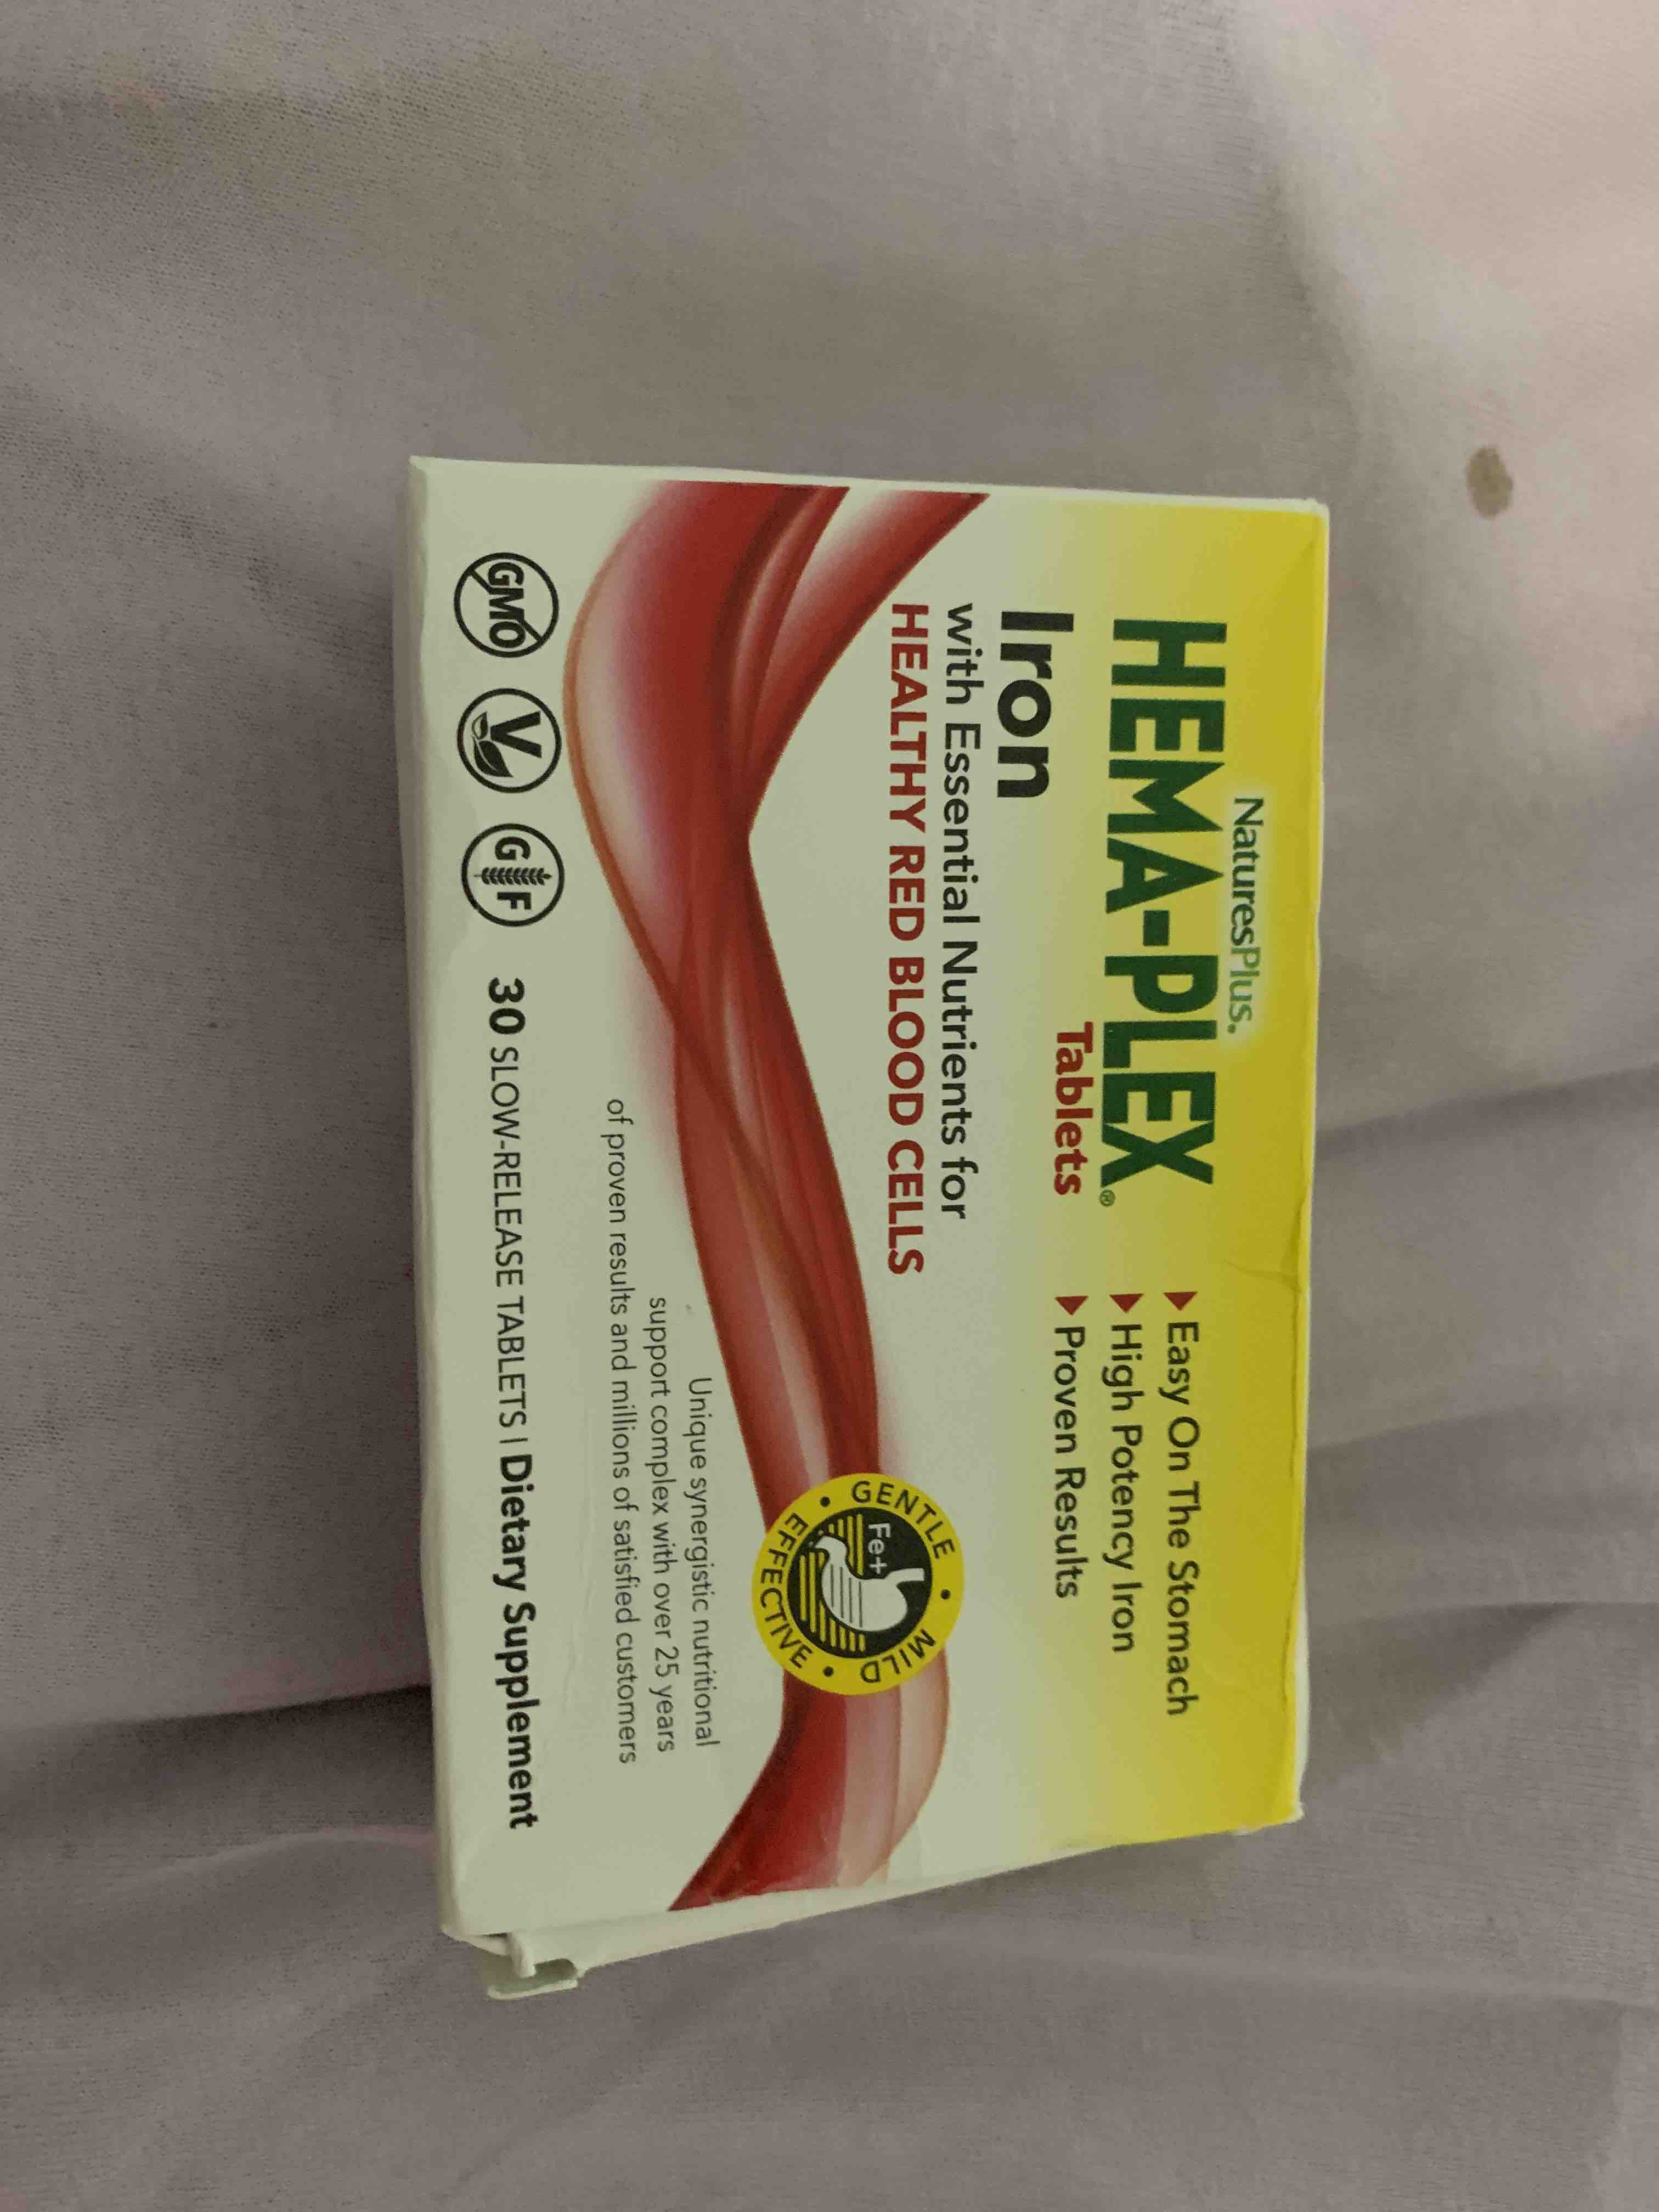 NaturesPlus.
HEMA-PLEX®
Tablets
▶ Easy On The Stomach
▶ High Potency Iron
▶ Proven Results
Iron
with Essential Nutrients for
HEALTHY RED BLOOD CELLS
GENTLE • MILD • EFFECTIVE •
Fe+
Unique synergistic nutritional
support complex with over 25 years
of proven results and millions of satisfied customers
GMO
V
GF
30 SLOW-RELEASE TABLETS | Dietary Supplement